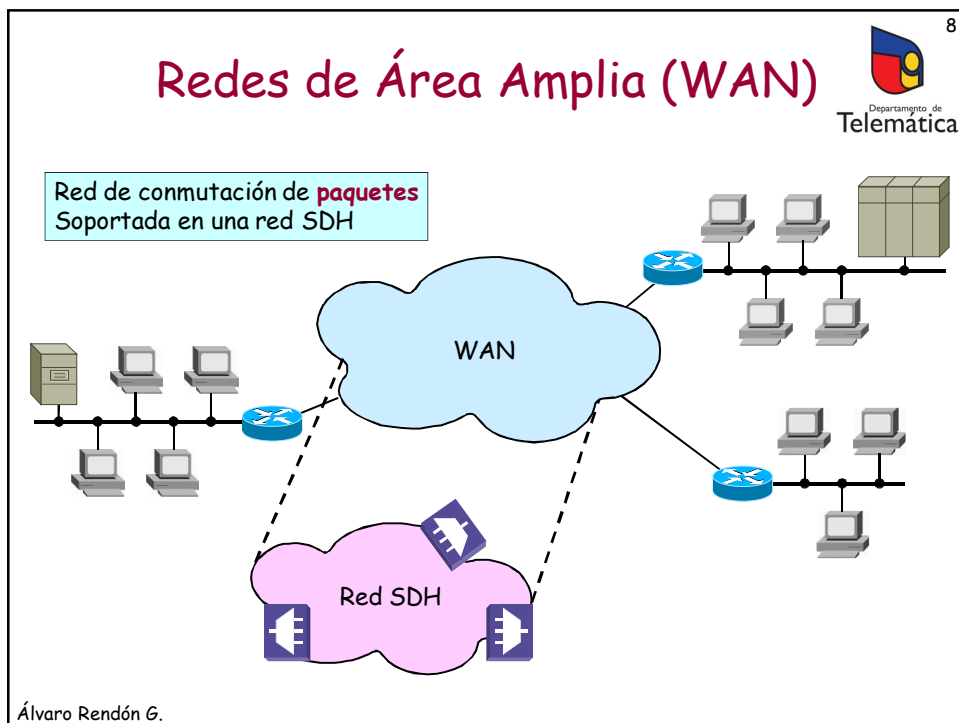 8
Redes de Área Amplia (WAN)
Departamento de
Telemática
Red de conmutación de paquetes
Soportada en una red SDH
WAN
Red SDH
Álvaro Rendón G.